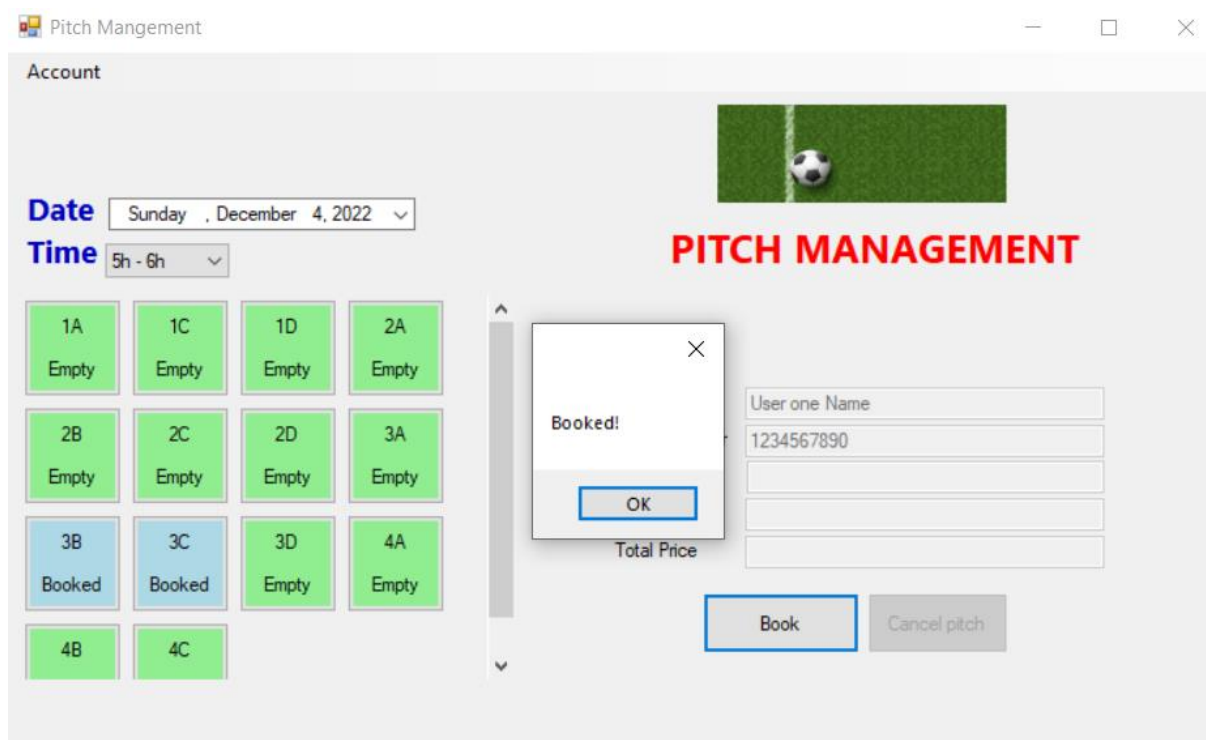 Pitch Mangement
Account
Date Sunday , December 4, 2022
Time 5h - 6h
PITCH MANAGEMENT
1A 1C 1D 2A
Empty Empty Empty Empty
2B 2C 2D 3A
Empty Empty Empty Empty
3B 3C 3D 4A
Booked Booked Empty Empty
4B 4C
Booked!
OK
User one Name
1234567890
Total Price
Book Cancel pitch